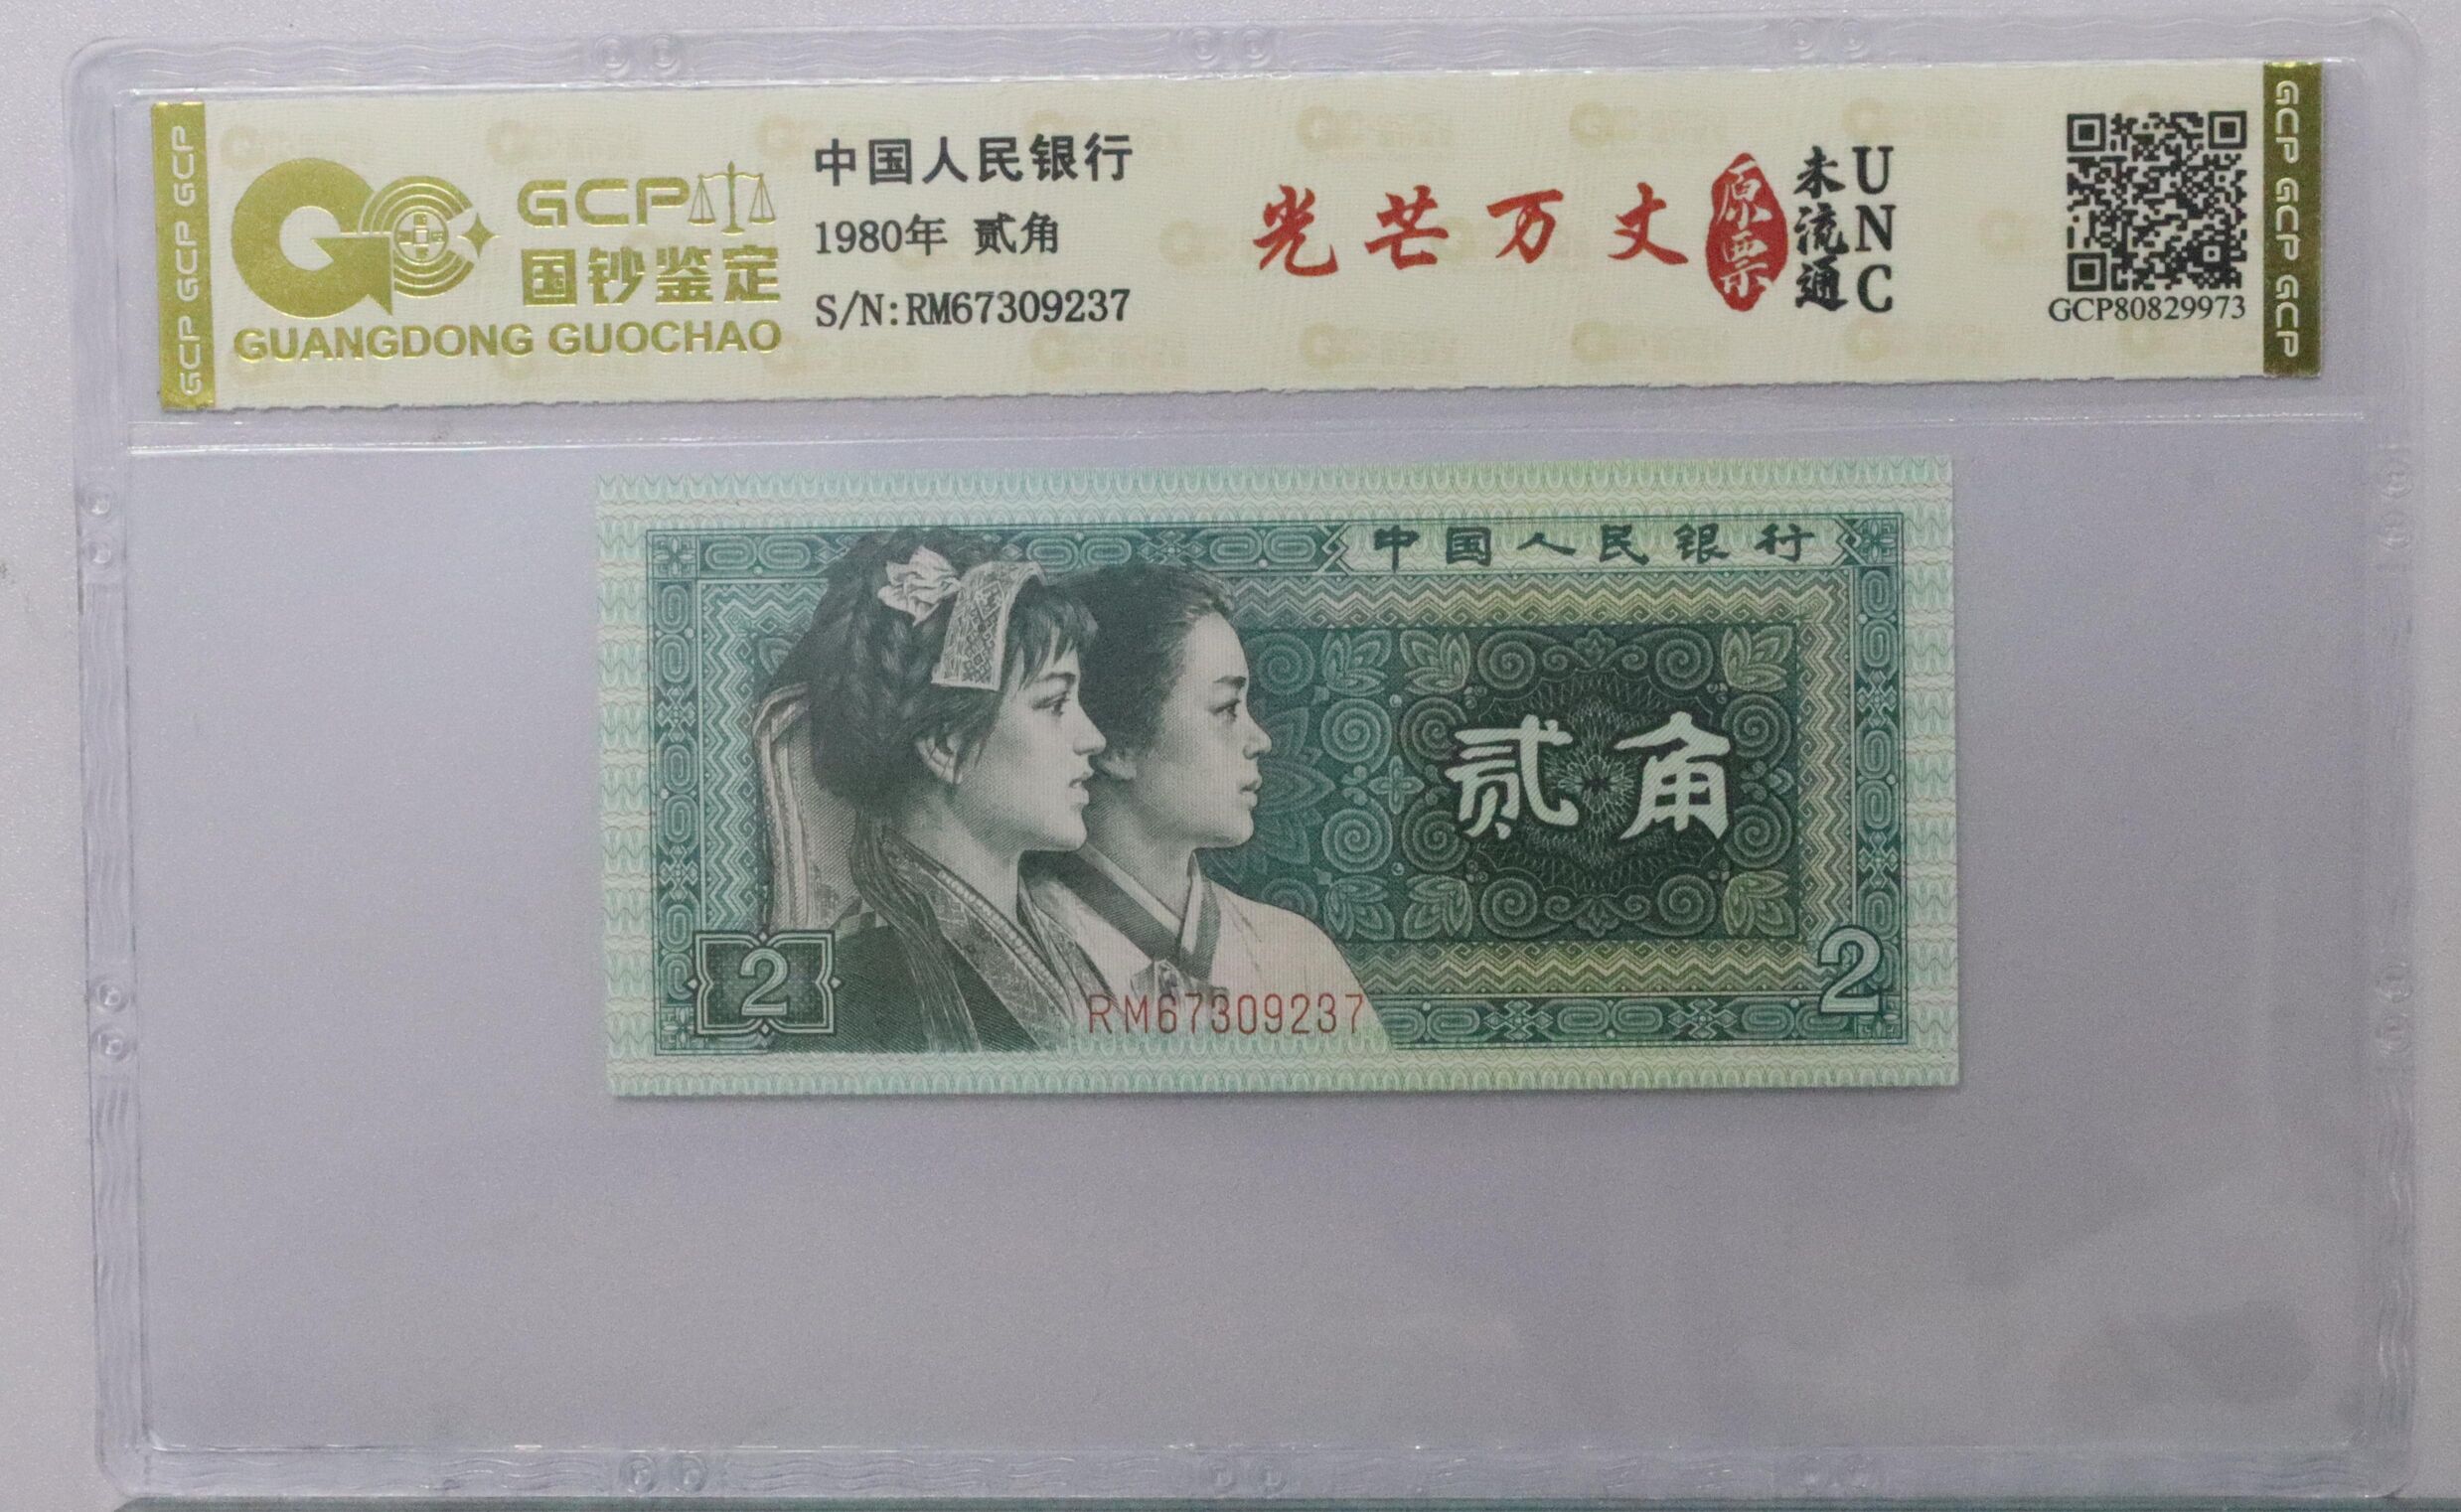 GCP GCP GCP
GCP
国钞鉴定
GUANGDONG GUOCHAO
中国人民银行
1980年 贰角
S/N:RM67309237
光芒万丈
原票
未流通
UNC
GCP80829973
GCP GCP GCP
中国人民银行
贰角
2
RM67309237
2